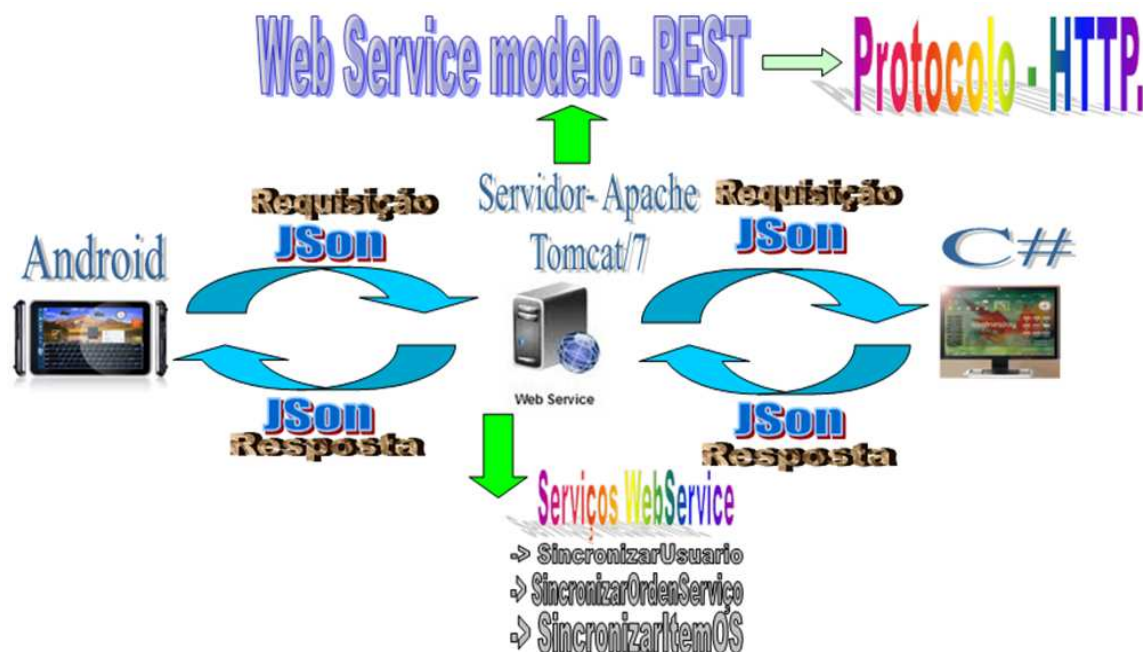 Web Service modelo - REST
Protocolo - HTTP.
Requisição
JSon
Servidor- Apache
Tomcat/7
Requisição
JSon
Android
C#
Web Service
JSon
Resposta
JSon
Resposta
Serviços WebService
-> SincronizarUsuario
-> SincronizarOrdenServiço
-> SincronizarItemOS